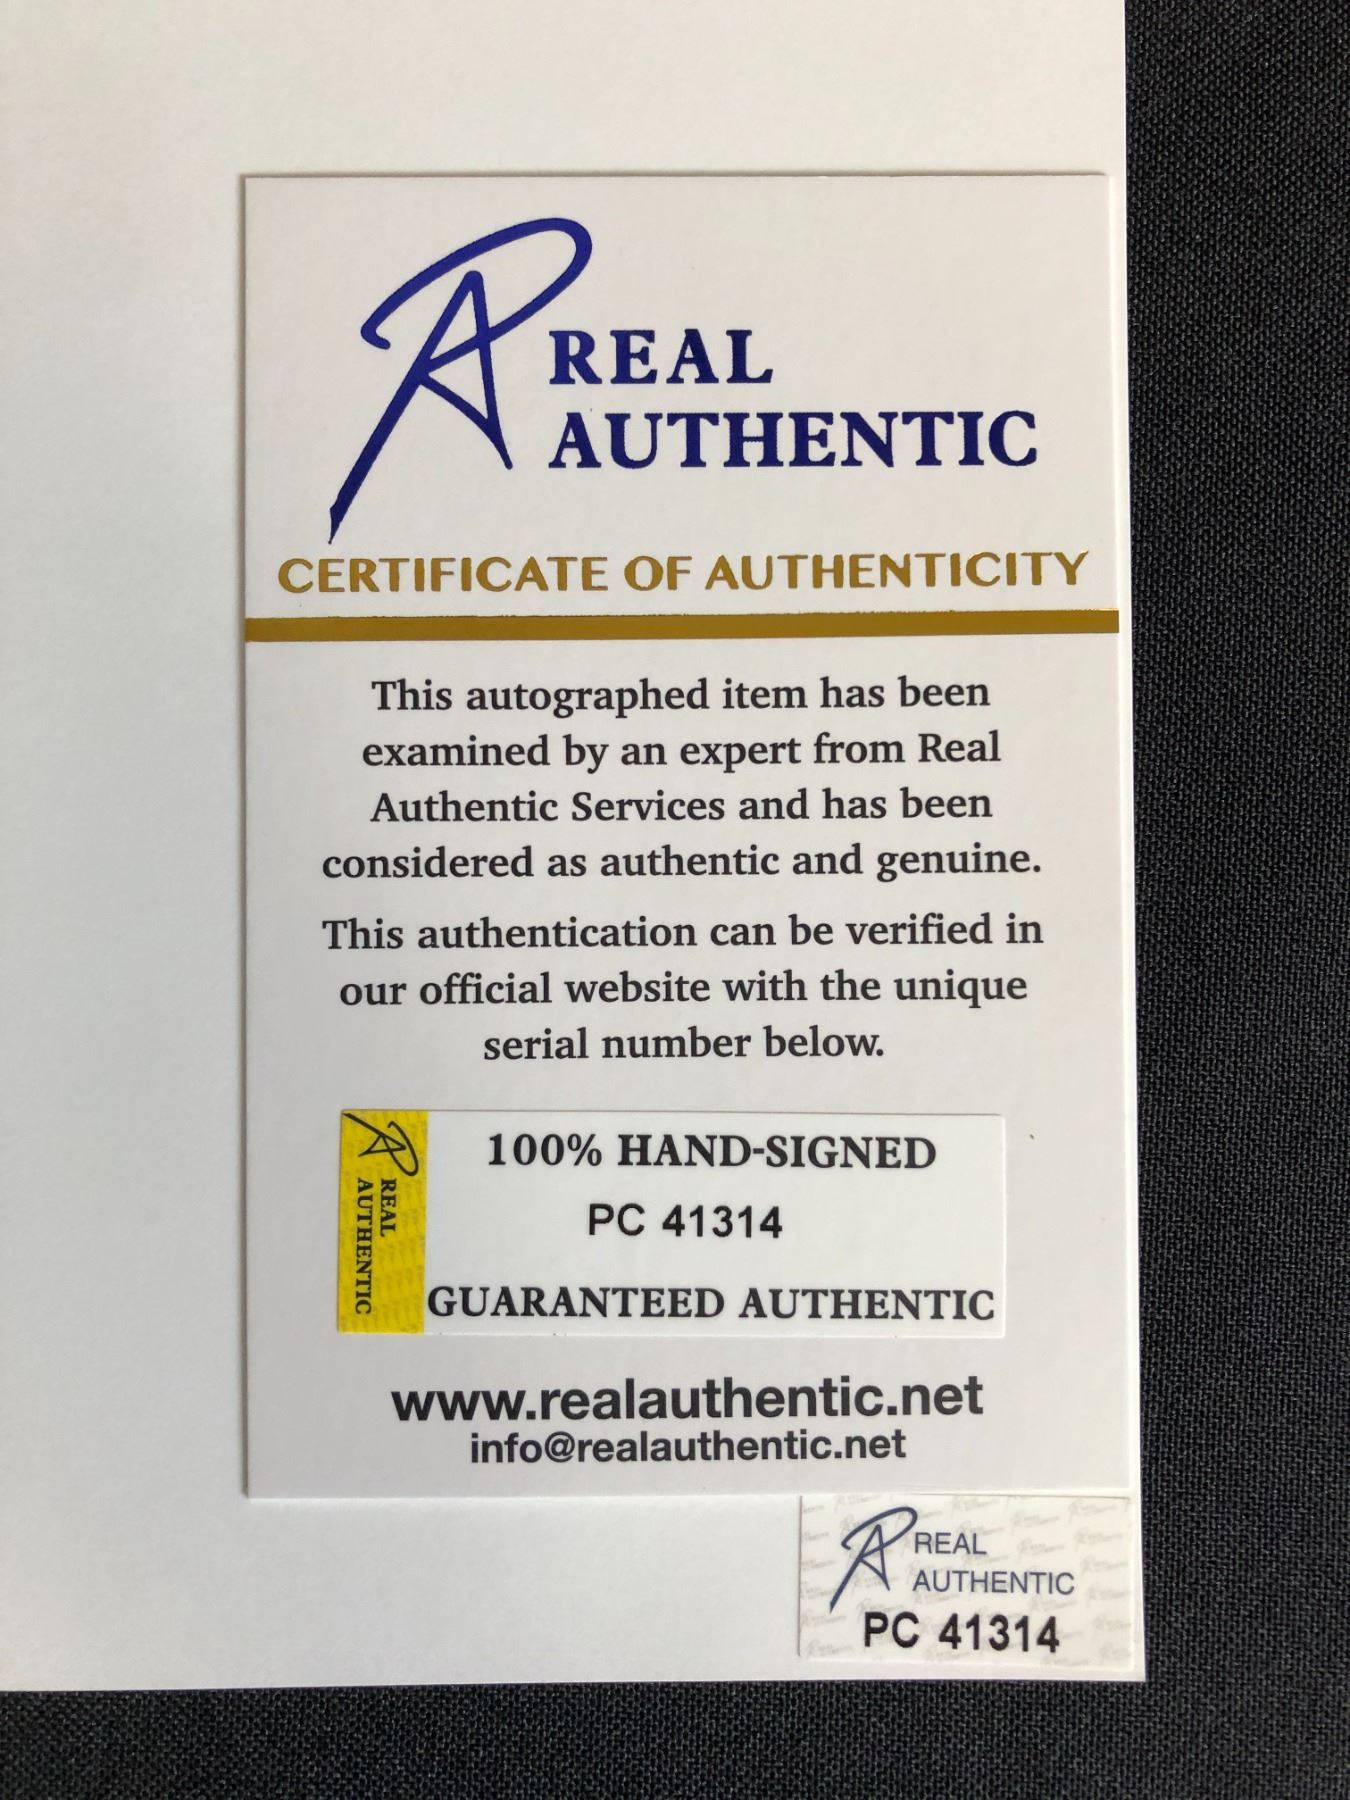 REAL
AUTHENTIC
CERTIFICATE OF AUTHENTICITY
This autographed item has been
examined by an expert from Real
Authentic Services and has been
considered as authentic and genuine.
This authentication can be verified in
our official website with the unique
serial number below.
REAL
AUTHENTIC
100% HAND-SIGNED
PC 41314
GUARANTEED AUTHENTIC
www.realauthentic.net
info@realauthentic.net
REAL
AUTHENTIC
PC 41314